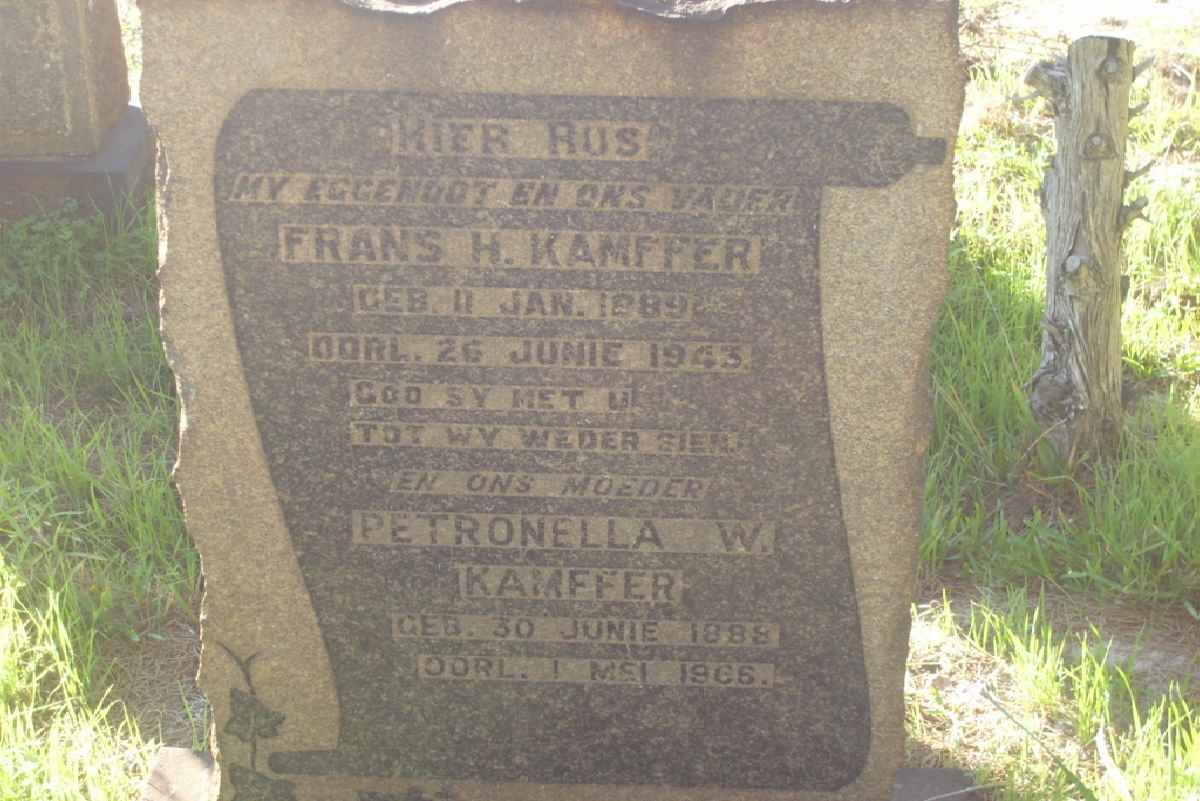 HIER RUS
MY EGGENOOT EN ONS VADER
FRANS H. KAMFFER
GEB. 11 JAN. 1889
OORL. 26 JUNIE 1943
GOD SY MET U
TOT WY WEDER SIEN
EN ONS MOEDER
PETRONELLA W.
KAMFFER
GEB. 30 JUNIE 1888
OORL. 1 MEI 1966.